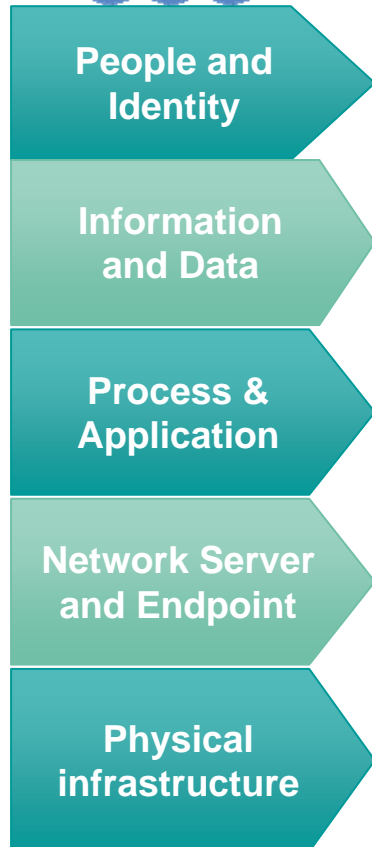 People and
Identity
Information
and Data
Process &
Application
Network Server
and Endpoint
Physical
infrastructure